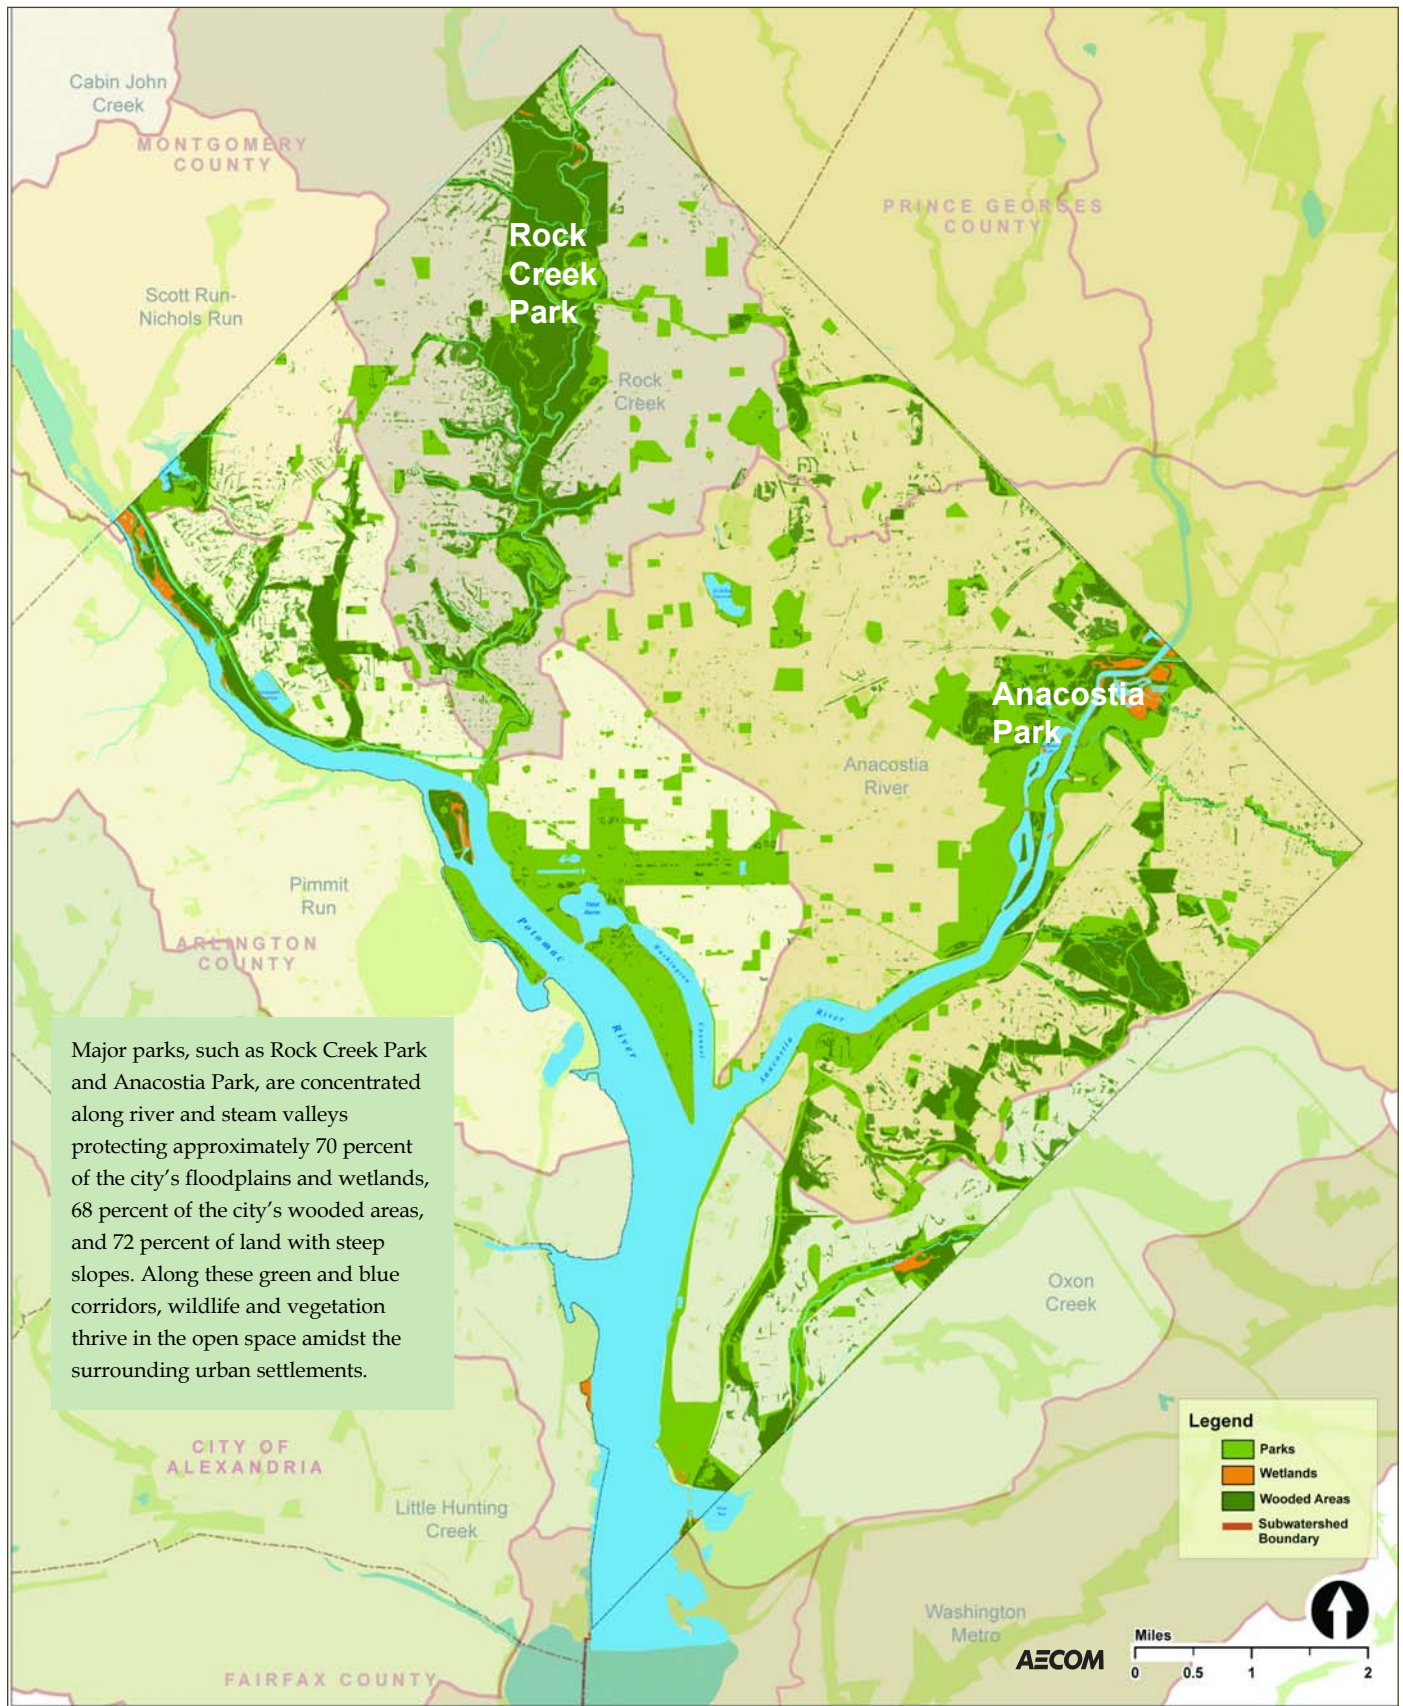 Cabin John
Creek
MONTGOMERY
COUNTY
PRINCE GEORGES
COUNTY
Rock
Creek
Park
Scott Run-
Nichols Run
Rock
Creek
Anacostia
Park
Anacostia
River
Pimmit
Run
ARLINGTON
COUNTY
Tidal
Basin
Potomac
River
Washington
Channel
Anacostia
River
Major parks, such as Rock Creek Park
and Anacostia Park, are concentrated
along river and steam valleys
protecting approximately 70 percent
of the city's floodplains and wetlands,
68 percent of the city's wooded areas,
and 72 percent of land with steep
slopes. Along these green and blue
corridors, wildlife and vegetation
thrive in the open space amidst the
surrounding urban settlements.
Oxon
Creek
CITY OF
ALEXANDRIA
Little Hunting
Creek
Legend
Parks
Wetlands
Wooded Areas
Subwatershed
Boundary
Washington
Metro
AECOM
Miles
0 0.5 1 2
FAIRFAX COUNTY